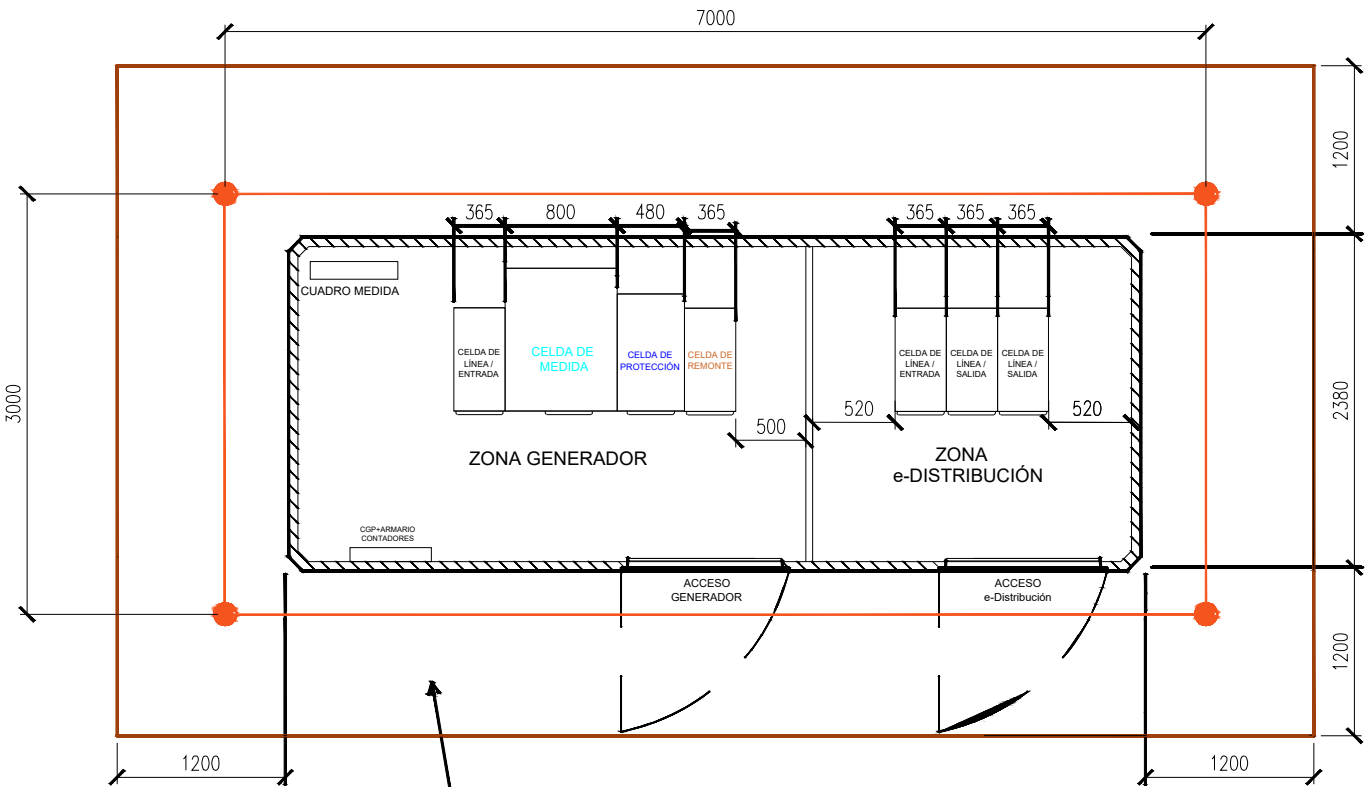 7000
1200
365
800
480
365
365
365
365
CUADRO MEDIDA
CELDA DE
LÍNEA /
ENTRADA
CELDA DE
MEDIDA
CELDA DE
PROTECCIÓN
CELDA DE
REMONTE
CELDA DE
LÍNEA /
ENTRADA
CELDA DE
LÍNEA /
SALIDA
CELDA DE
LÍNEA /
SALIDA
3000
2380
500
520
520
ZONA GENERADOR
ZONA
e-DISTRIBUCIÓN
CGP+ARMARIO
CONTADORES
ACCESO
GENERADOR
ACCESO
e-Distribución
1200
1200
1200